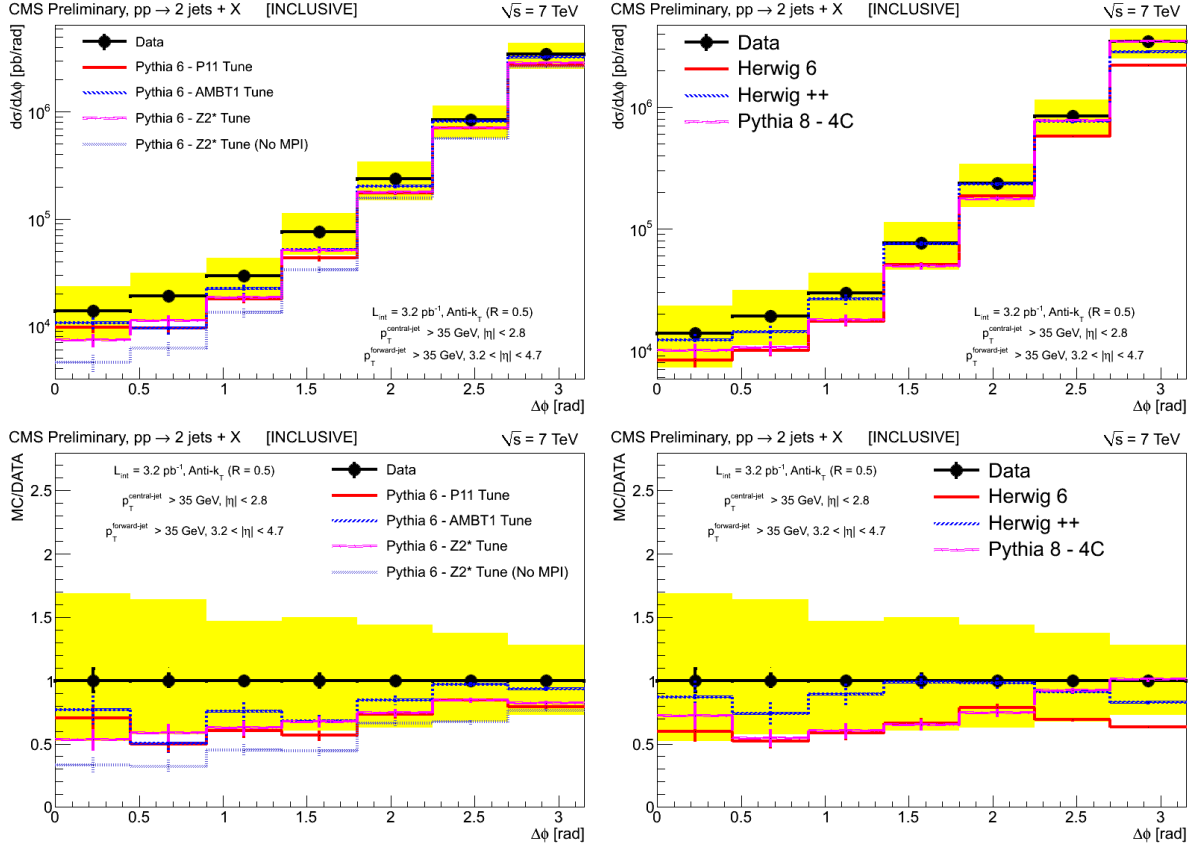 CMS Preliminary, pp → 2 jets + X [INCLUSIVE] √s = 7 TeV
dσ/dΔϕ [pb/rad]
Data
Pythia 6 - P11 Tune
Pythia 6 - AMBT1 Tune
Pythia 6 - Z2* Tune
Pythia 6 - Z2* Tune (No MPI)
10^6
10^5
10^4
L_int = 3.2 pb^-1, Anti-k_T (R = 0.5)
p_T^central-jet > 35 GeV, |η| < 2.8
p_T^forward-jet > 35 GeV, 3.2 < |η| < 4.7
0 0.5 1 1.5 2 2.5 3
Δϕ [rad]
CMS Preliminary, pp → 2 jets + X [INCLUSIVE] √s = 7 TeV
dσ/dΔϕ [pb/rad]
Data
Herwig 6
Herwig ++
Pythia 8 - 4C
10^6
10^5
10^4
L_int = 3.2 pb^-1, Anti-k_T (R = 0.5)
p_T^central-jet > 35 GeV, |η| < 2.8
p_T^forward-jet > 35 GeV, 3.2 < |η| < 4.7
0 0.5 1 1.5 2 2.5 3
Δϕ [rad]
CMS Preliminary, pp → 2 jets + X [INCLUSIVE] √s = 7 TeV
MC/DATA
L_int = 3.2 pb^-1, Anti-k_T (R = 0.5)
p_T^central-jet > 35 GeV, |η| < 2.8
p_T^forward-jet > 35 GeV, 3.2 < |η| < 4.7
Data
Pythia 6 - P11 Tune
Pythia 6 - AMBT1 Tune
Pythia 6 - Z2* Tune
Pythia 6 - Z2* Tune (No MPI)
2.5
2
1.5
1
0.5
0
0 0.5 1 1.5 2 2.5 3
Δϕ [rad]
CMS Preliminary, pp → 2 jets + X [INCLUSIVE] √s = 7 TeV
MC/DATA
L_int = 3.2 pb^-1, Anti-k_T (R = 0.5)
p_T^central-jet > 35 GeV, |η| < 2.8
p_T^forward-jet > 35 GeV, 3.2 < |η| < 4.7
Data
Herwig 6
Herwig ++
Pythia 8 - 4C
2.5
2
1.5
1
0.5
0
0 0.5 1 1.5 2 2.5 3
Δϕ [rad]